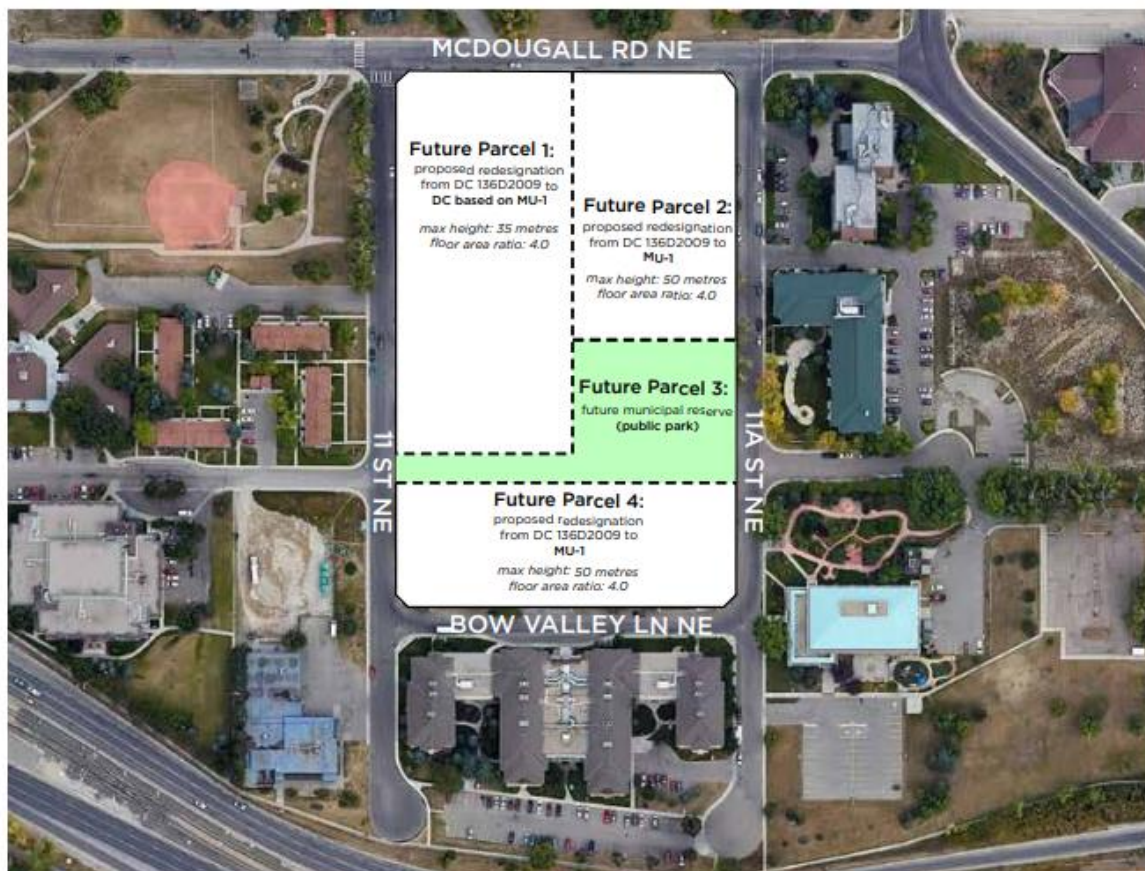 MCDOUGALL RD NE
Future Parcel 1:
proposed redesignation
from DC 136D2009 to
DC based on MU-1
max height: 35 metres
floor area ratio: 4.0
Future Parcel 2:
proposed redesignation
from DC 136D2009 to
MU-1
max height: 50 metres
floor area ratio: 4.0
Future Parcel 3:
future municipal reserve
(public park)
11 ST NE
11A ST NE
Future Parcel 4:
proposed redesignation
from DC 136D2009 to
MU-1
max height: 50 metres
floor area ratio: 4.0
BOW VALLEY LN NE